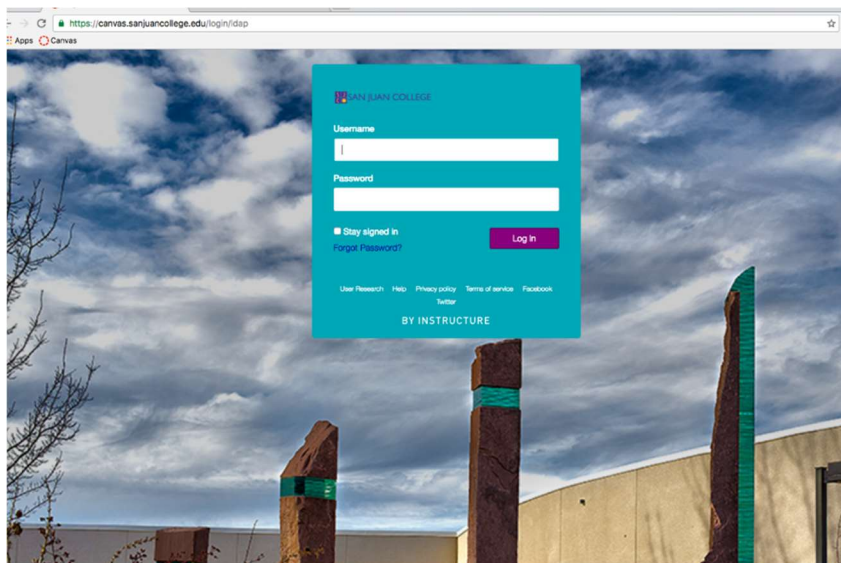 https://canvas.sanjuancollege.edu/login/ldap
Apps Canvas
SAN JUAN COLLEGE
Username
Password
Stay signed in
Forgot Password?
Log In
User Research Help Privacy policy Terms of service Facebook
Twitter
BY INSTRUCTURE